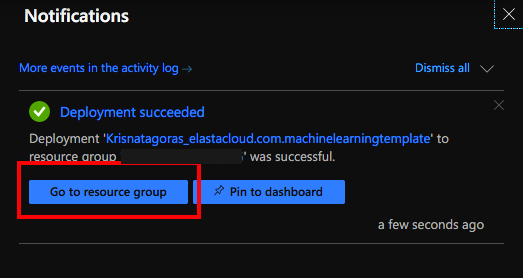 Notifications
More events in the activity log →
Dismiss all
Deployment succeeded
Deployment 'Krisnatagoras_elastacloud.com.machinelearningtemplate' to
resource group ' was successful.
Go to resource group
Pin to dashboard
a few seconds ago